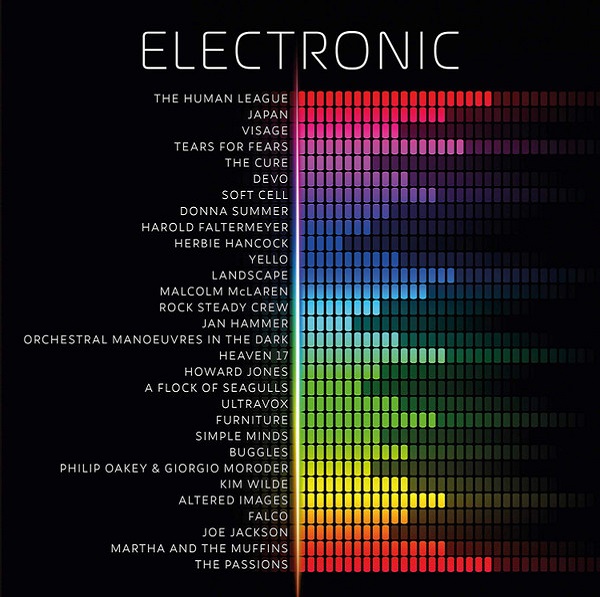 ELECTRONIC
THE HUMAN LEAGUE
JAPAN
VISAGE
TEARS FOR FEARS
THE CURE
DEVO
SOFT CELL
DONNA SUMMER
HAROLD FALTERMEYER
HERBIE HANCOCK
YELLO
LANDSCAPE
MALCOLM McLAREN
ROCK STEADY CREW
JAN HAMMER
ORCHESTRAL MANOEUVRES IN THE DARK
HEAVEN 17
HOWARD JONES
A FLOCK OF SEAGULLS
ULTRAVOX
FURNITURE
SIMPLE MINDS
BUGGLES
PHILIP OAKEY & GIORGIO MORODER
KIM WILDE
ALTERED IMAGES
FALCO
JOE JACKSON
MARTHA AND THE MUFFINS
THE PASSIONS